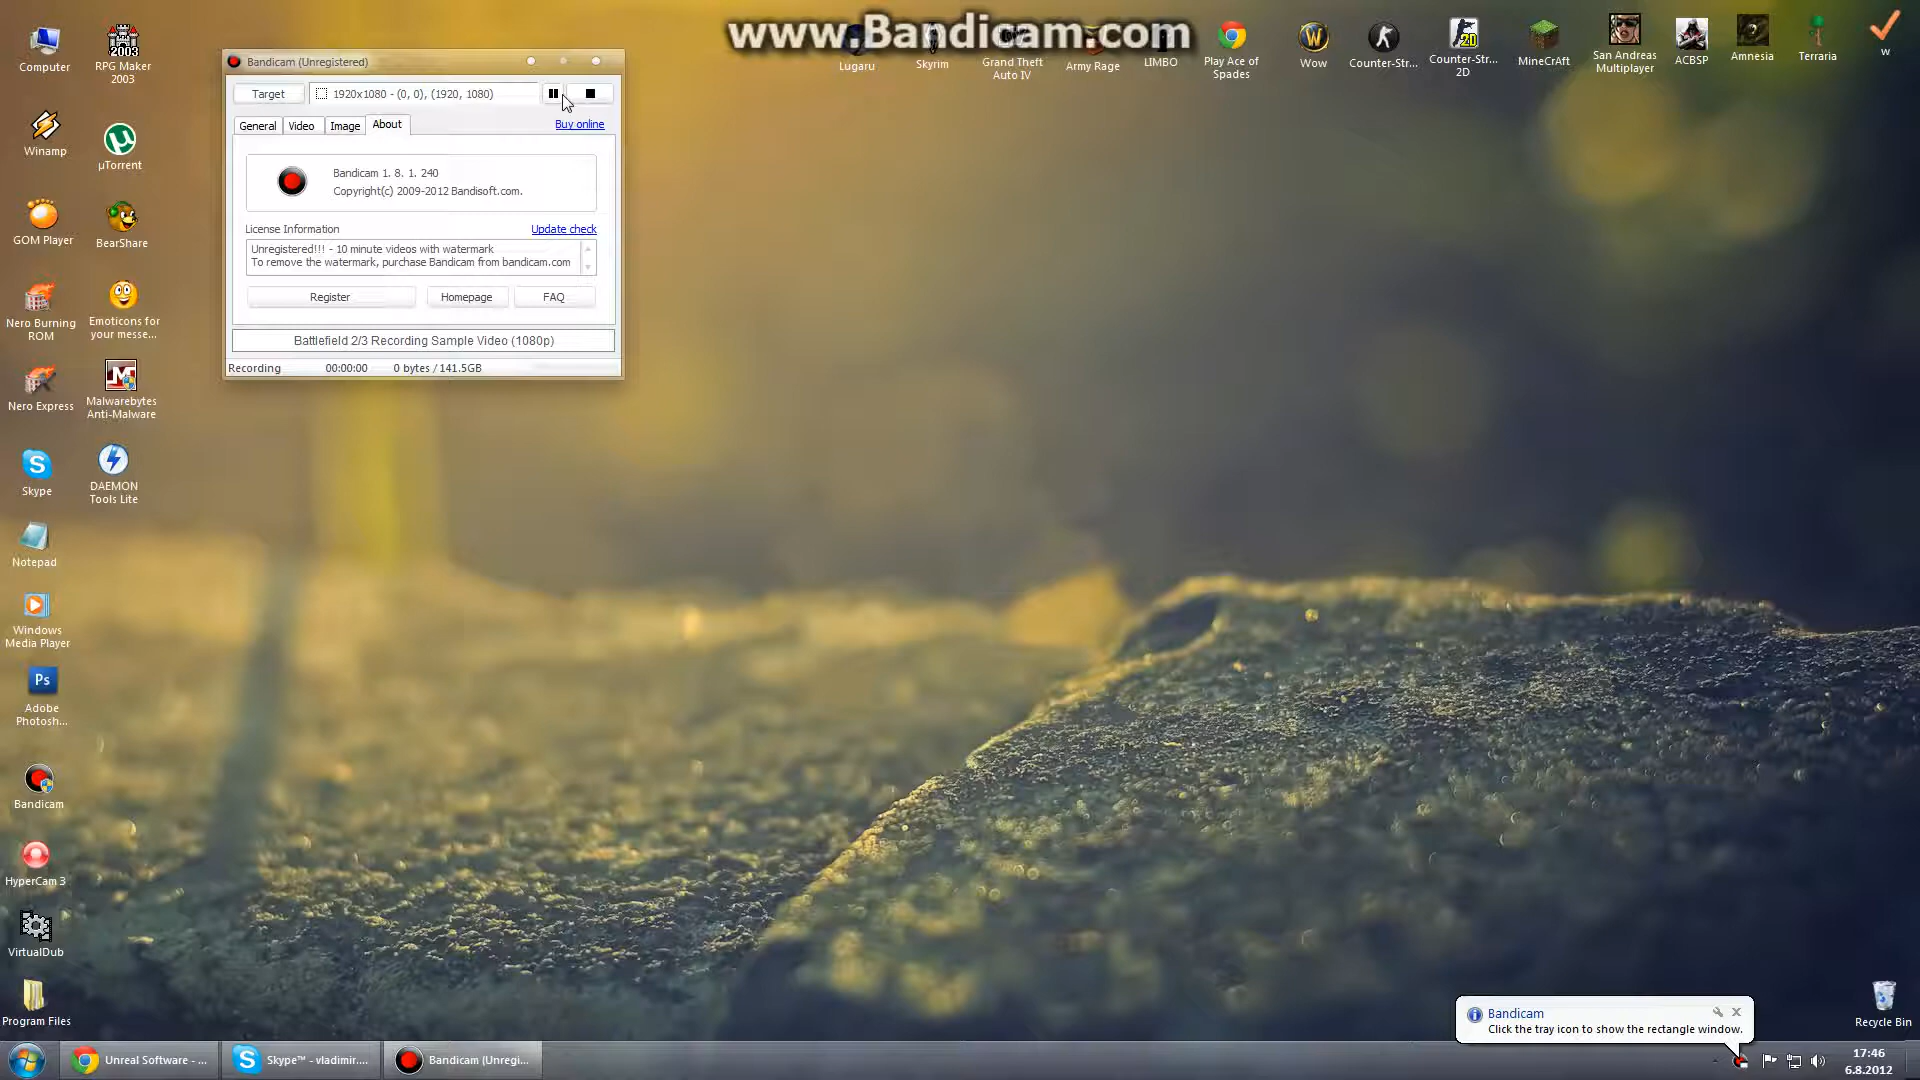 www.Bandicam.com
Computer
RPG Maker
2003
Lugaru
Skyrim
Grand Theft
Auto IV
Army Rage
LIMBO
Play Ace of
Spades
Wow
Counter-Str...
Counter-Str...
2D
MineCrAft
San Andreas
Multiplayer
ACBSP
Amnesia
Terraria
w
Bandicam (Unregistered)
Target
1920x1080 - (0, 0), (1920, 1080)
General
Video
Image
About
Buy online
Bandicam 1. 8. 1. 240
Copyright(c) 2009-2012 Bandisoft.com.
License Information
Update check
Unregistered!!! - 10 minute videos with watermark
To remove the watermark, purchase Bandicam from bandicam.com
Register
Homepage
FAQ
Battlefield 2/3 Recording Sample Video (1080p)
Recording
00:00:00
0 bytes / 141.5GB
Winamp
µTorrent
GOM Player
BearShare
Nero Burning
ROM
Emoticons for
your messe...
Nero Express
Malwarebytes
Anti-Malware
Skype
DAEMON
Tools Lite
Notepad
Windows
Media Player
Ps
Adobe
Photosh...
Bandicam
HyperCam 3
VirtualDub
Program Files
Recycle Bin
Bandicam
Click the tray icon to show the rectangle window.
Unreal Software - ...
Skype™ - vladimir....
Bandicam (Unregi...
17:46
6.8.2012